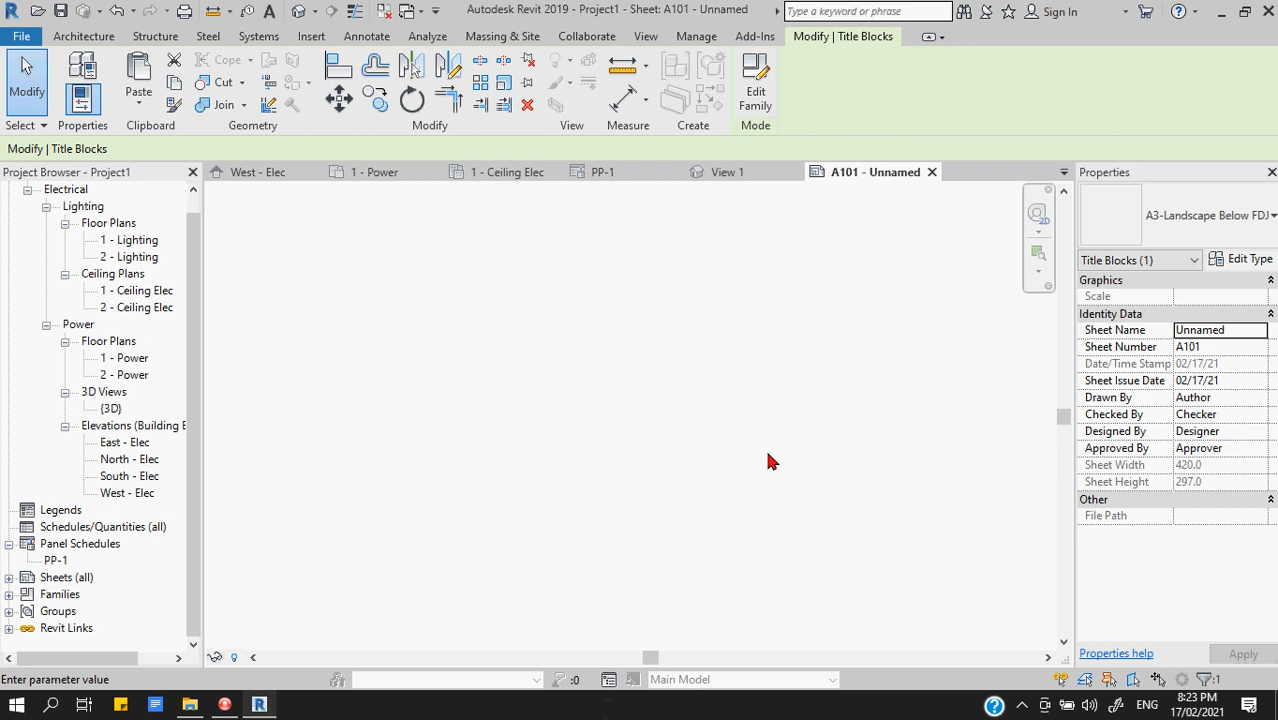 Autodesk Revit 2019 - Project1 - Sheet: A101 - Unnamed
Type a keyword or phrase
Sign In
File
Architecture
Structure
Steel
Systems
Insert
Annotate
Analyze
Massing & Site
Collaborate
View
Manage
Add-Ins
Modify | Title Blocks
Modify
Paste
Cope
Cut
Join
Edit
Family
Select
Properties
Clipboard
Geometry
Modify
View
Measure
Create
Mode
Modify | Title Blocks
Project Browser - Project1
West - Elec
1 - Power
1 - Ceiling Elec
PP-1
View 1
A101 - Unnamed
Properties
Electrical
Lighting
Floor Plans
1 - Lighting
2 - Lighting
Ceiling Plans
1 - Ceiling Elec
2 - Ceiling Elec
Power
Floor Plans
1 - Power
2 - Power
3D Views
{3D}
Elevations (Building E
East - Elec
North - Elec
South - Elec
West - Elec
Legends
Schedules/Quantities (all)
Panel Schedules
PP-1
Sheets (all)
Families
Groups
Revit Links
2D
A3-Landscape Below FDJ
Title Blocks (1)
Edit Type
Graphics
Scale
Identity Data
Sheet Name Unnamed
Sheet Number A101
Date/Time Stamp 02/17/21
Sheet Issue Date 02/17/21
Drawn By Author
Checked By Checker
Designed By Designer
Approved By Approver
Sheet Width 420.0
Sheet Height 297.0
Other
File Path
Properties help
Apply
Enter parameter value
:0
Main Model
:1
ENG
8:23 PM
17/02/2021